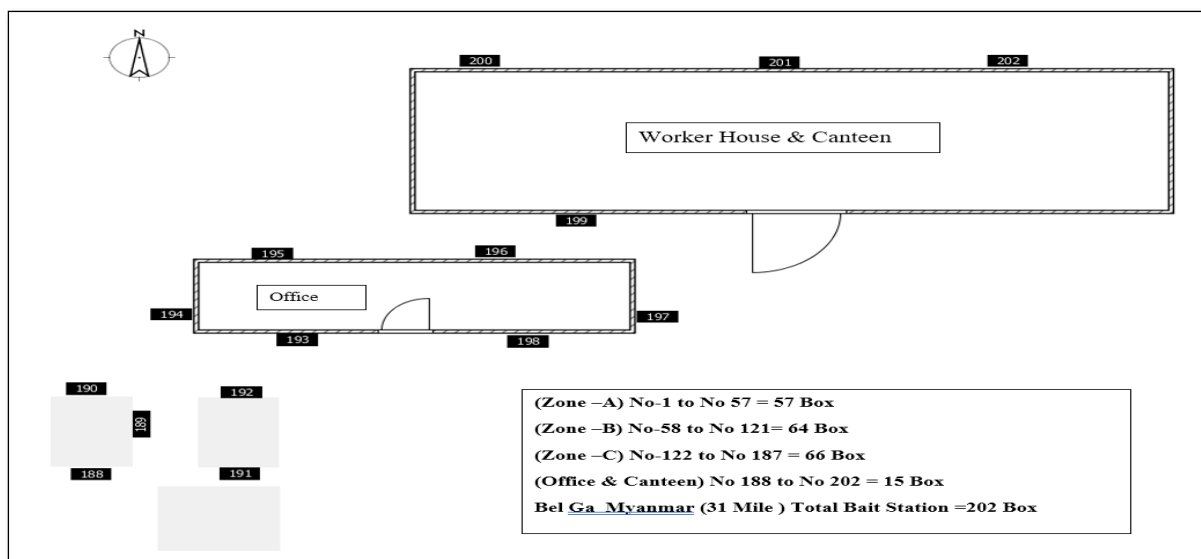 N
200
201
202
Worker House & Canteen
199
195
196
Office
194
197
193
198
190
192
189
188
191
(Zone –A) No-1 to No 57 = 57 Box
(Zone –B) No-58 to No 121= 64 Box
(Zone –C) No-122 to No 187 = 66 Box
(Office & Canteen) No 188 to No 202 = 15 Box
Bel Ga Myanmar (31 Mile ) Total Bait Station =202 Box